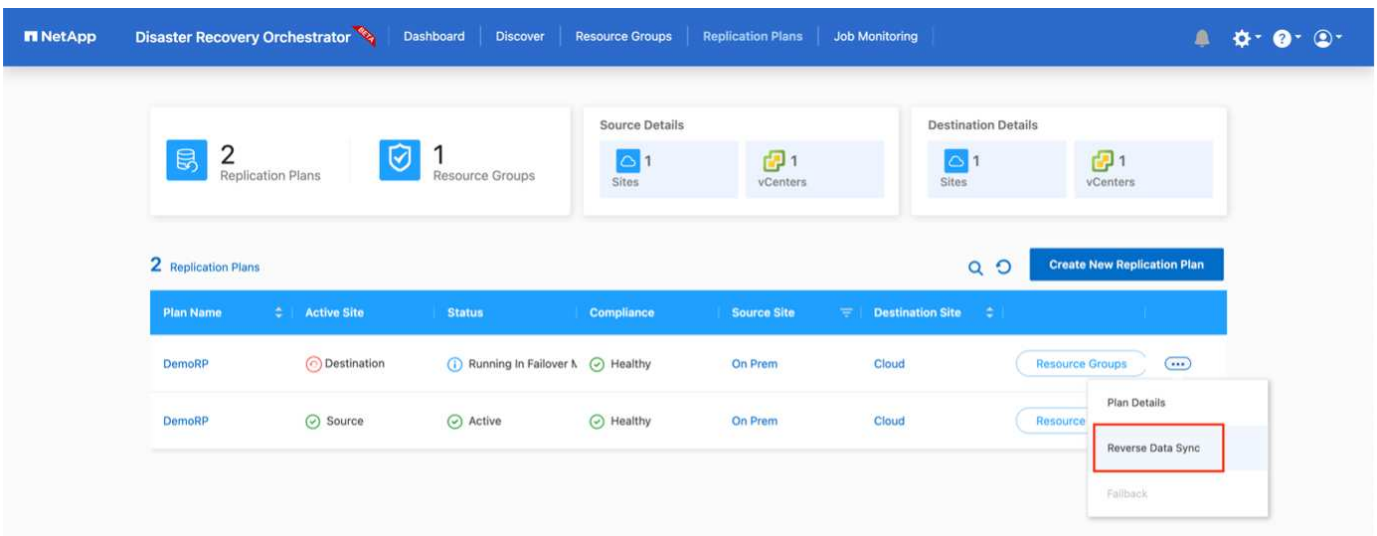 NetApp Disaster Recovery Orchestrator BETA Dashboard Discover Resource Groups Replication Plans Job Monitoring
Source Details Destination Details
2 Replication Plans 1 Resource Groups 1 Sites 1 vCenters 1 Sites 1 vCenters
2 Replication Plans Create New Replication Plan
Plan Name Active Site Status Compliance Source Site Destination Site
DemoRP Destination Running In Failover M Healthy On Prem Cloud Resource Groups
Plan Details
DemoRP Source Active Healthy On Prem Cloud Resource
Reverse Data Sync
Failback